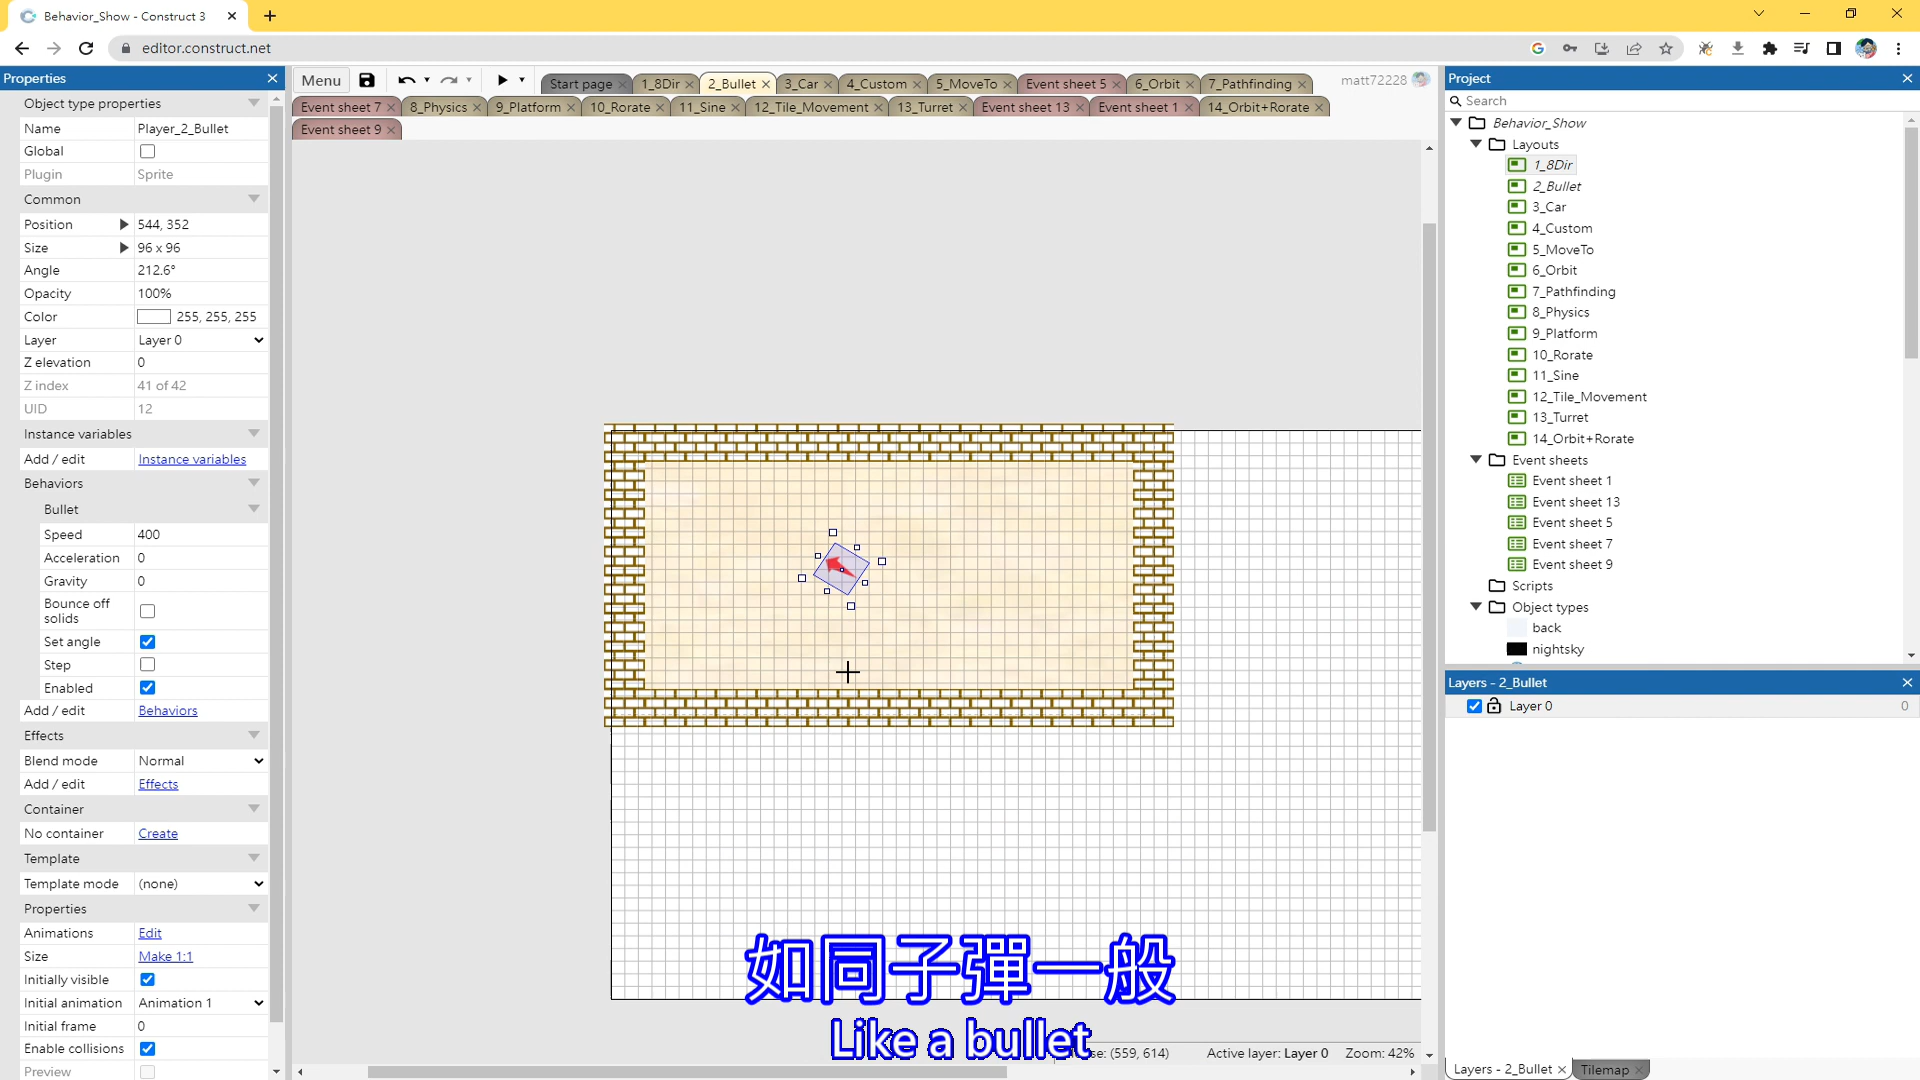 Behavior_Show - Construct 3
editor.construct.net
Properties
Object type properties
Name Player_2_Bullet
Global
Plugin Sprite
Common
Position 544, 352
Size 96 x 96
Angle 212.6°
Opacity 100%
Color 255, 255, 255
Layer Layer 0
Z elevation 0
Z index 41 of 42
UID 12
Instance variables
Add / edit Instance variables
Behaviors
Bullet
Speed 400
Acceleration 0
Gravity 0
Bounce off
solids
Set angle
Step
Enabled
Add / edit Behaviors
Effects
Blend mode Normal
Add / edit Effects
Container
No container Create
Template
Template mode (none)
Properties
Animations Edit
Size Make 1:1
Initially visible
Initial animation Animation 1
Initial frame 0
Enable collisions
Preview
Menu
Start page 1_8Dir 2_Bullet 3_Car 4_Custom 5_MoveTo Event sheet 5 6_Orbit 7_Pathfinding
matt72228
Event sheet 7 8_Physics 9_Platform 10_Rorate 11_Sine 12_Tile_Movement 13_Turret Event sheet 13 Event sheet 1 14_Orbit+Rorate
Event sheet 9
如同子彈一般
Like a bullet
se: (559, 614) Active layer: Layer 0 Zoom: 42%
Project
Search
Behavior_Show
Layouts
1_8Dir
2_Bullet
3_Car
4_Custom
5_MoveTo
6_Orbit
7_Pathfinding
8_Physics
9_Platform
10_Rorate
11_Sine
12_Tile_Movement
13_Turret
14_Orbit+Rorate
Event sheets
Event sheet 1
Event sheet 13
Event sheet 5
Event sheet 7
Event sheet 9
Scripts
Object types
back
nightsky
Layers - 2_Bullet
Layer 0 0
Layers - 2_Bullet Tilemap